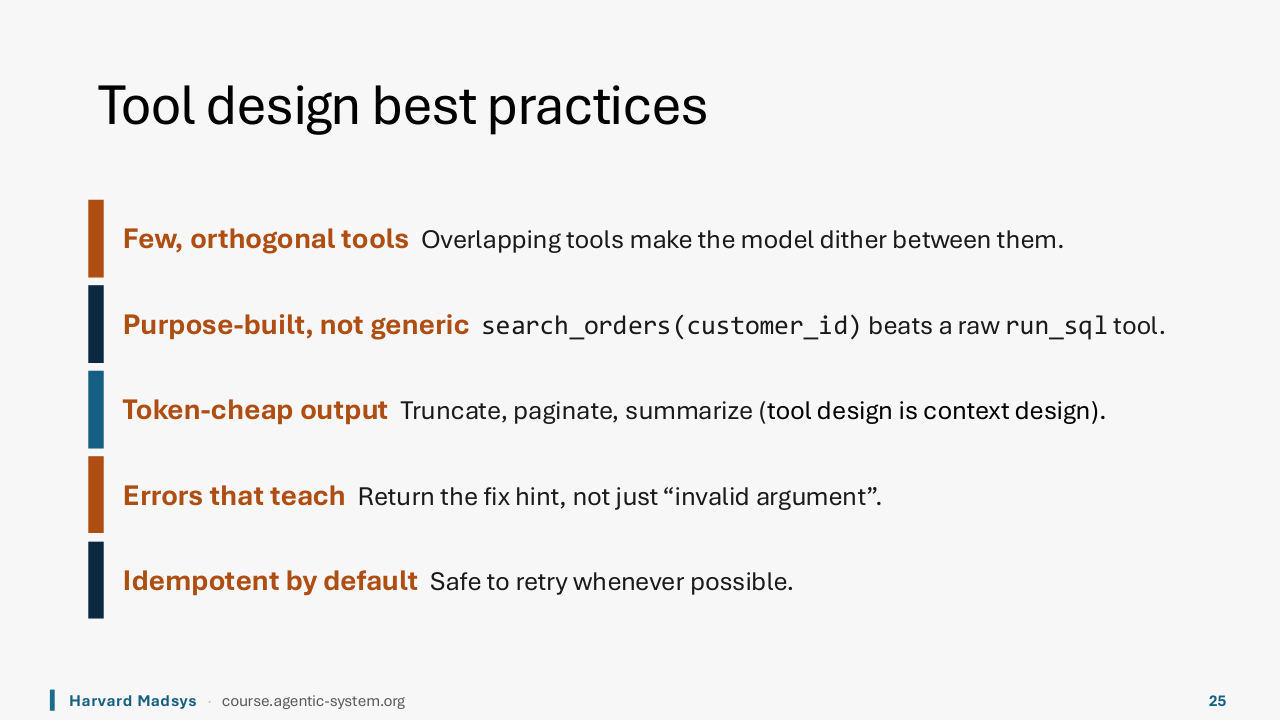 Tool design best practices
Few, orthogonal tools Overlapping tools make the model dither between them.
Purpose-built, not generic search_orders(customer_id) beats a raw run_sql tool.
Token-cheap output Truncate, paginate, summarize (tool design is context design).
Errors that teach Return the fix hint, not just “invalid argument”.
Idempotent by default Safe to retry whenever possible.
Harvard Madsys · course.agentic-system.org 25